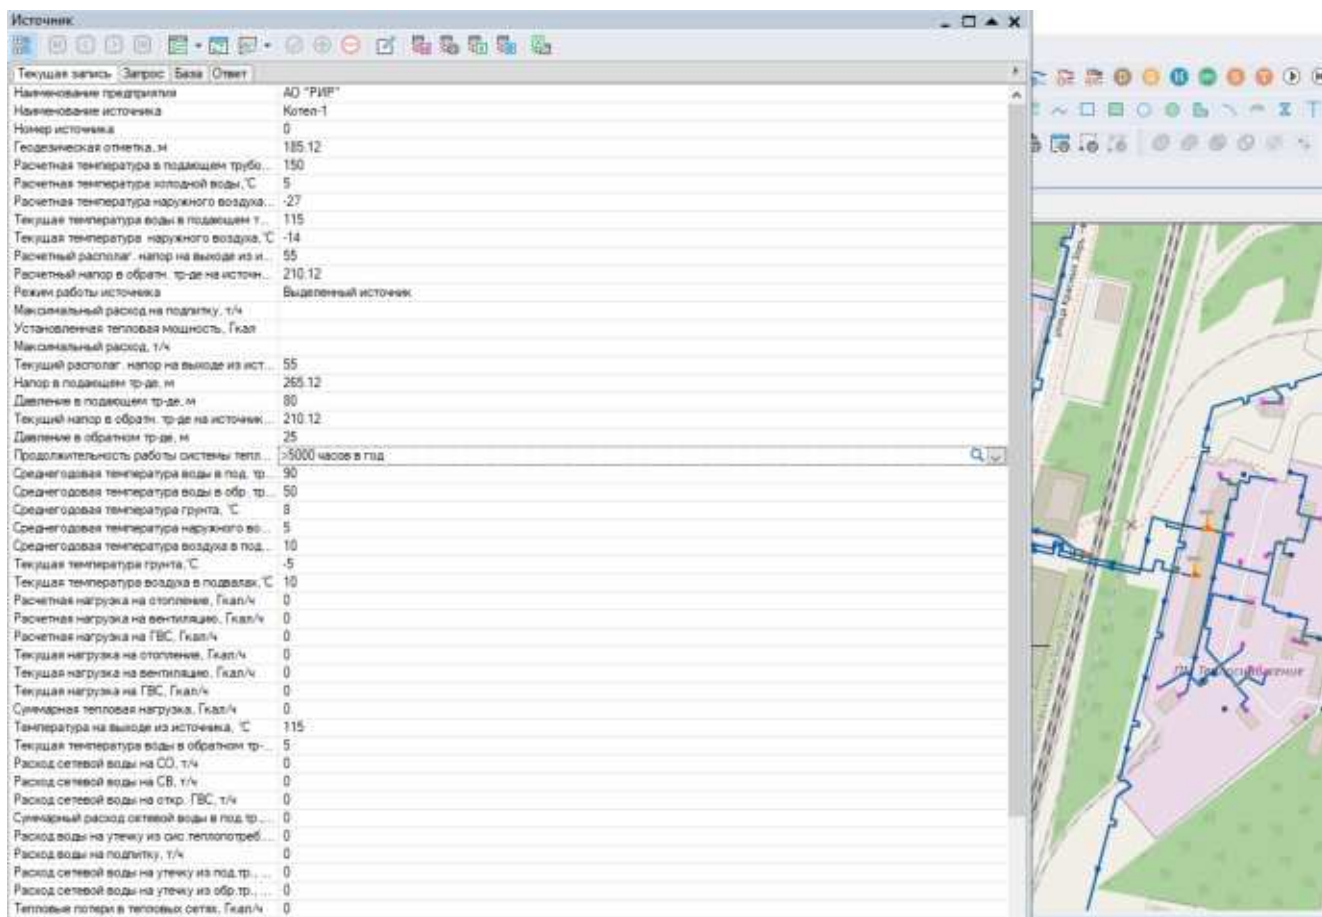 Источник
Текущая запись Запрос База Ответ
Наименование предприятия АО "РИР"
Наименование источника Котел-1
Номер источника 0
Геодезическая отметка, м 185.12
Расчетная температура в подающем трубо... 150
Расчетная температура холодной воды,°C 5
Расчетная температура наружного воздуха... -27
Текущая температура воды в подающем т... 115
Текущая температура наружного воздуха,°C -14
Расчетный располаг. напор на выходе из и... 55
Расчетный напор в обратн. тр-де на источн... 210.12
Режим работы источника Выделенный источник
Максимальный расход на подпитку, т/ч
Установленная тепловая мощность, Гкал
Максимальный расход, т/ч
Текущий располаг. напор на выходе из ист... 55
Напор в подающем тр-де, м 265.12
Давление в подающем тр-де, м 80
Текущий напор в обратн. тр-де на источник... 210.12
Давление в обратном тр-де, м 25
Продолжительность работы системы тепл... >5000 часов в год
Среднегодовая температура воды в под. тр... 90
Среднегодовая температура воды в обр. тр... 50
Среднегодовая температура грунта, °C 8
Среднегодовая температура наружного во... 5
Среднегодовая температура воздуха в под... 10
Текущая температура грунта,°C -5
Текущая температура воздуха в подвалах,°C 10
Расчетная нагрузка на отопление, Гкал/ч 0
Расчетная нагрузка на вентиляцию, Гкал/ч 0
Расчетная нагрузка на ГВС, Гкал/ч 0
Текущая нагрузка на отопление, Гкал/ч 0
Текущая нагрузка на вентиляцию, Гкал/ч 0
Текущая нагрузка на ГВС, Гкал/ч 0
Суммарная тепловая нагрузка, Гкал/ч 0
Температура на выходе из источника, °C 115
Текущая температура воды в обратном тр-... 5
Расход сетевой воды на СО, т/ч 0
Расход сетевой воды на СВ, т/ч 0
Расход сетевой воды на откр. ГВС, т/ч 0
Суммарный расход сетевой воды в под.тр.,... 0
Расход воды на утечку из сис.теплопотреб... 0
Расход воды на подпитку, т/ч 0
Расход сетевой воды на утечку из под.тр., ... 0
Расход сетевой воды на утечку из обр.тр., ... 0
Тепловые потери в тепловых сетях, Гкал/ч 0
улица Красных Зорь